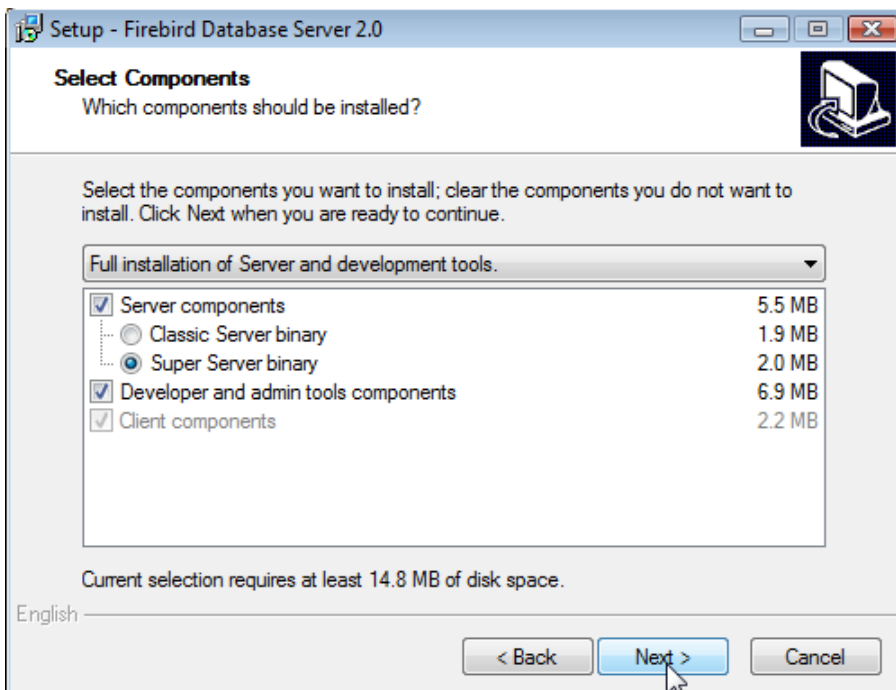 Setup - Firebird Database Server 2.0
Select Components
Which components should be installed?
Select the components you want to install; clear the components you do not want to
install. Click Next when you are ready to continue.
Full installation of Server and development tools.
Server components 5.5 MB
Classic Server binary 1.9 MB
Super Server binary 2.0 MB
Developer and admin tools components 6.9 MB
Client components 2.2 MB
Current selection requires at least 14.8 MB of disk space.
English
< Back Next > Cancel